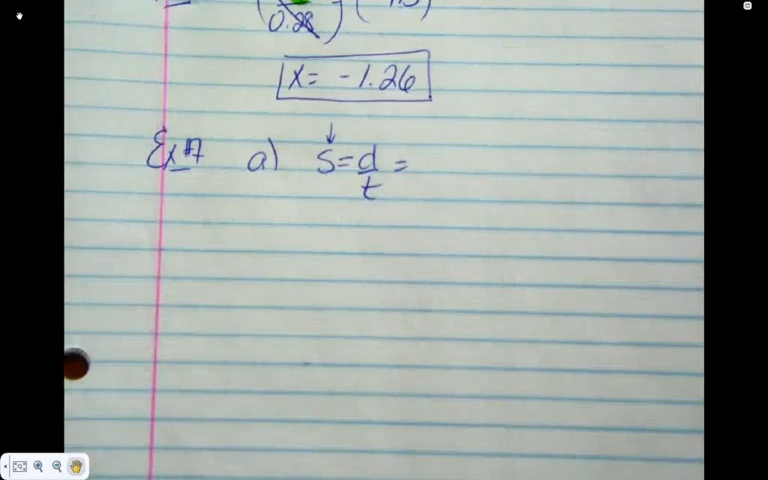 0.28
x = -1.26
Ex #7 a) s = d/t =